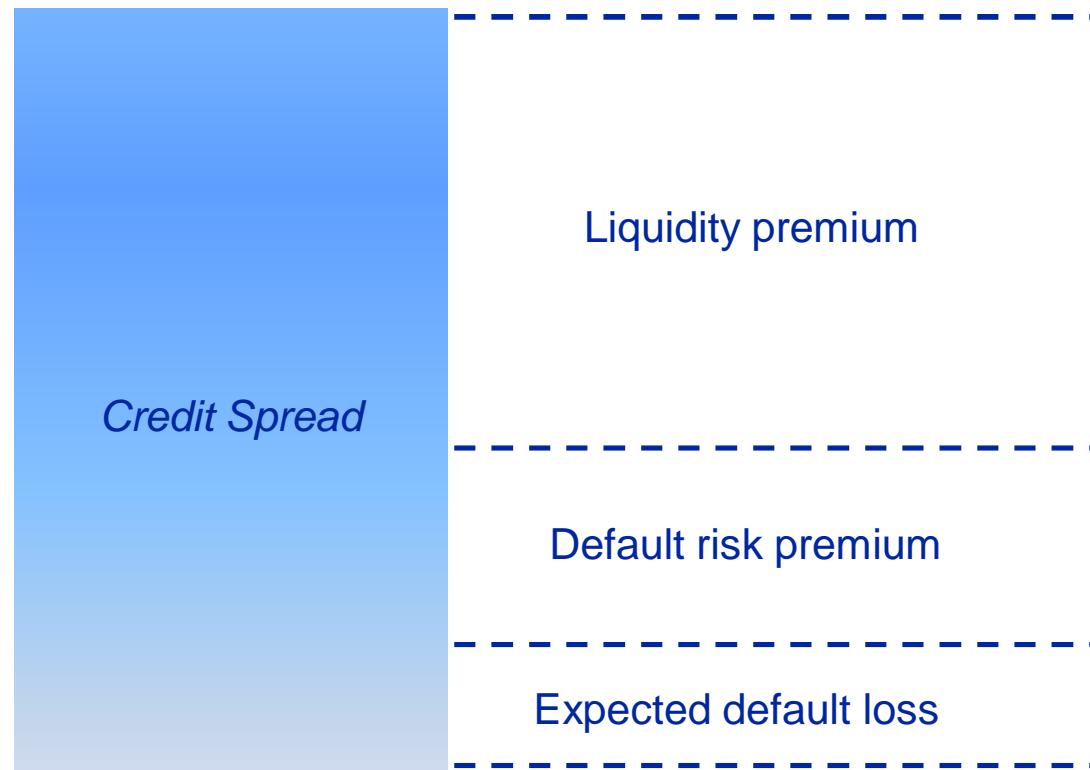 Liquidity premium
Credit Spread
Default risk premium
Expected default loss